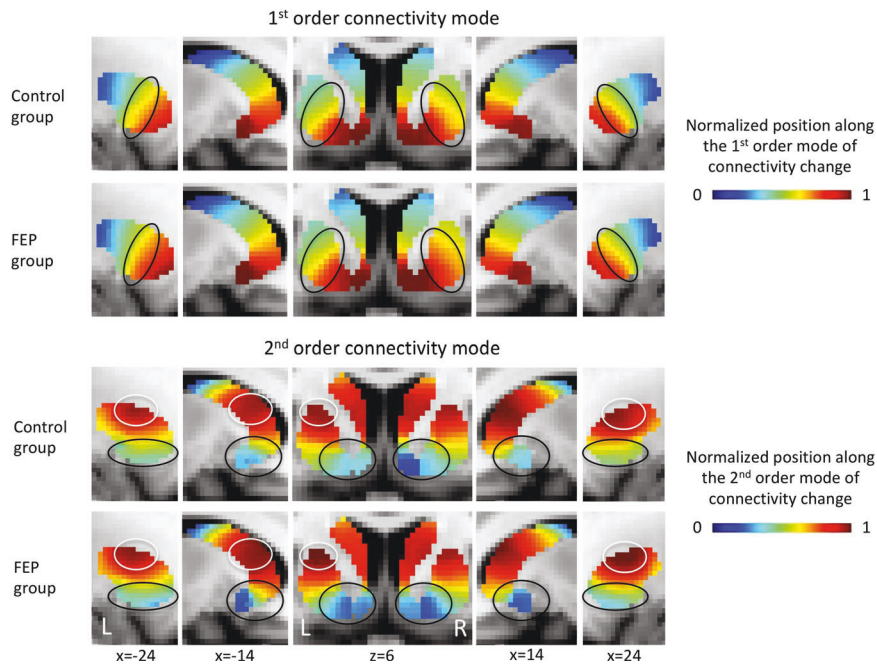 1st order connectivity mode
Control
group
FEP
group
Normalized position along
the 1st order mode of
connectivity change
0 1
2nd order connectivity mode
Control
group
FEP
group
Normalized position along
the 2nd order mode of
connectivity change
0 1
L L R
x=-24 x=-14 z=6 x=14 x=24